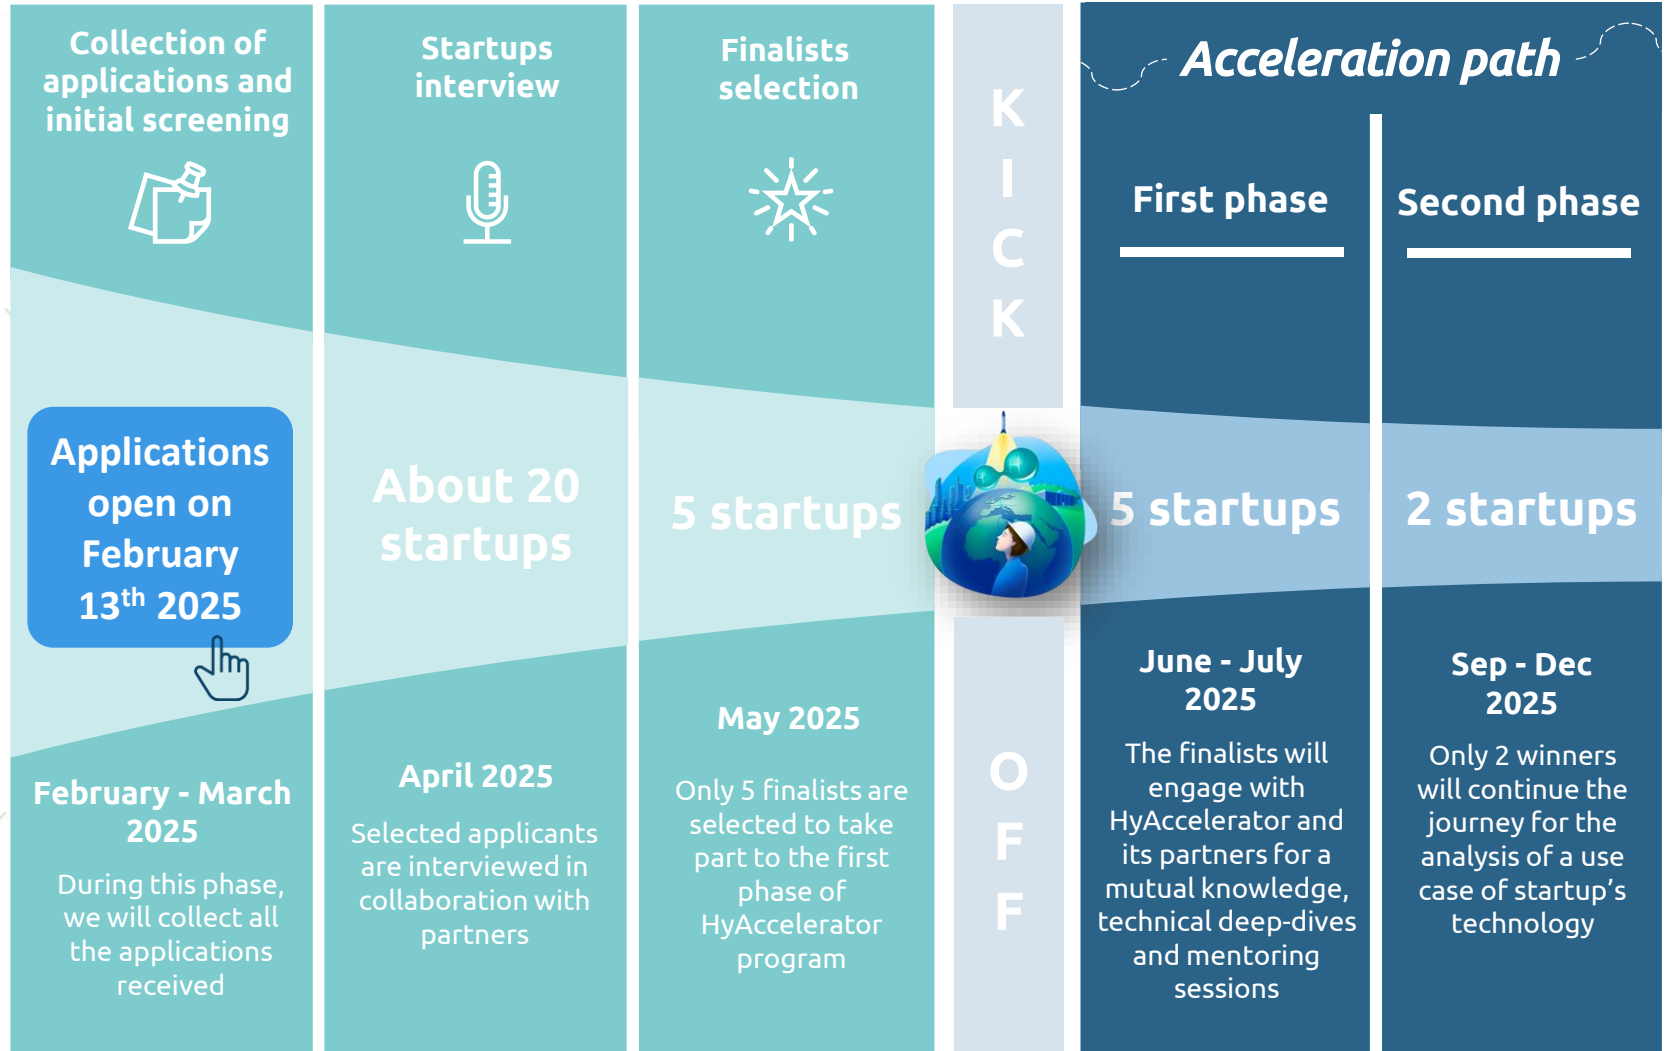 Collection of
applications and
initial screening
Applications
open on
February
13th 2025
February - March
2025
During this phase,
we will collect all
the applications
received
Startups
interview
About 20
startups
April 2025
Selected applicants
are interviewed in
collaboration with
partners
Finalists
selection
5 startups
May 2025
Only 5 finalists are
selected to take
part to the first
phase of
HyAccelerator
program
K
I
C
K
O
F
F
Acceleration path
First phase
5 startups
June - July
2025
The finalists will
engage with
HyAccelerator and
its partners for a
mutual knowledge,
technical deep-dives
and mentoring
sessions
Second phase
2 startups
Sep - Dec
2025
Only 2 winners
will continue the
journey for the
analysis of a use
case of startup’s
technology